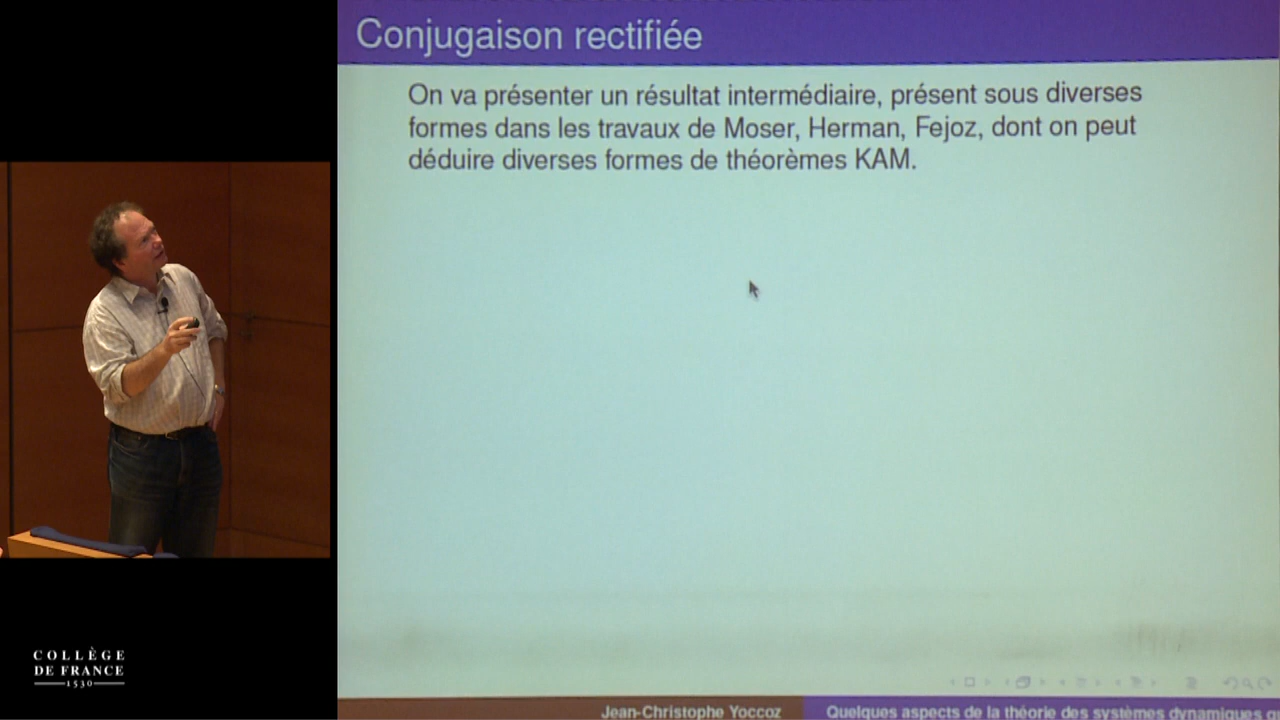 Conjugaison rectifiée
On va présenter un résultat intermédiaire, présent sous diverses
formes dans les travaux de Moser, Herman, Fejoz, dont on peut
déduire diverses formes de théorèmes KAM.
COLLÈGE
DE FRANCE
1530
Jean-Christophe Yoccoz
Quelques aspects de la théorie des systèmes dynamiques